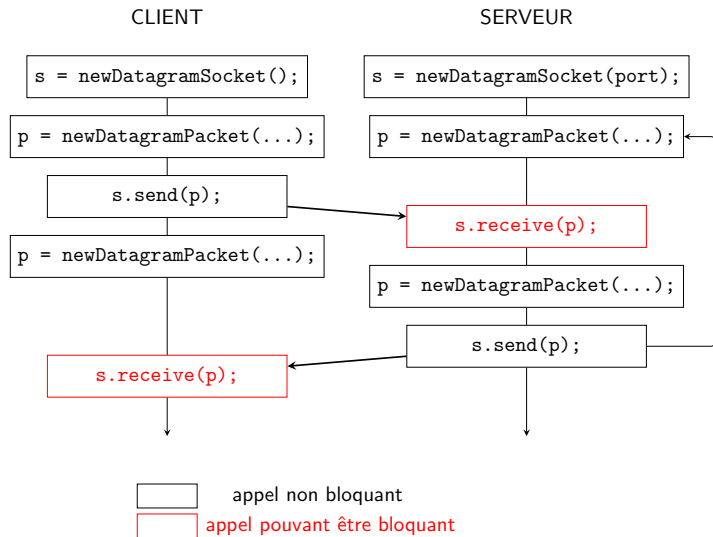 CLIENT
SERVEUR
s = newDatagramSocket();
s = newDatagramSocket(port);
p = newDatagramPacket(...);
p = newDatagramPacket(...);
s.send(p);
s.receive(p);
p = newDatagramPacket(...);
p = newDatagramPacket(...);
s.send(p);
s.receive(p);
appel non bloquant
appel pouvant être bloquant